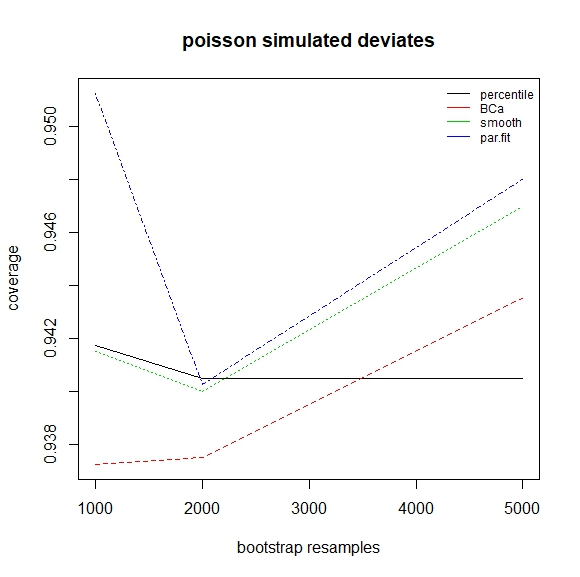 poisson simulated deviates
percentile
BCa
smooth
par.fit
coverage
0.950
0.946
0.942
0.938
1000 2000 3000 4000 5000
bootstrap resamples